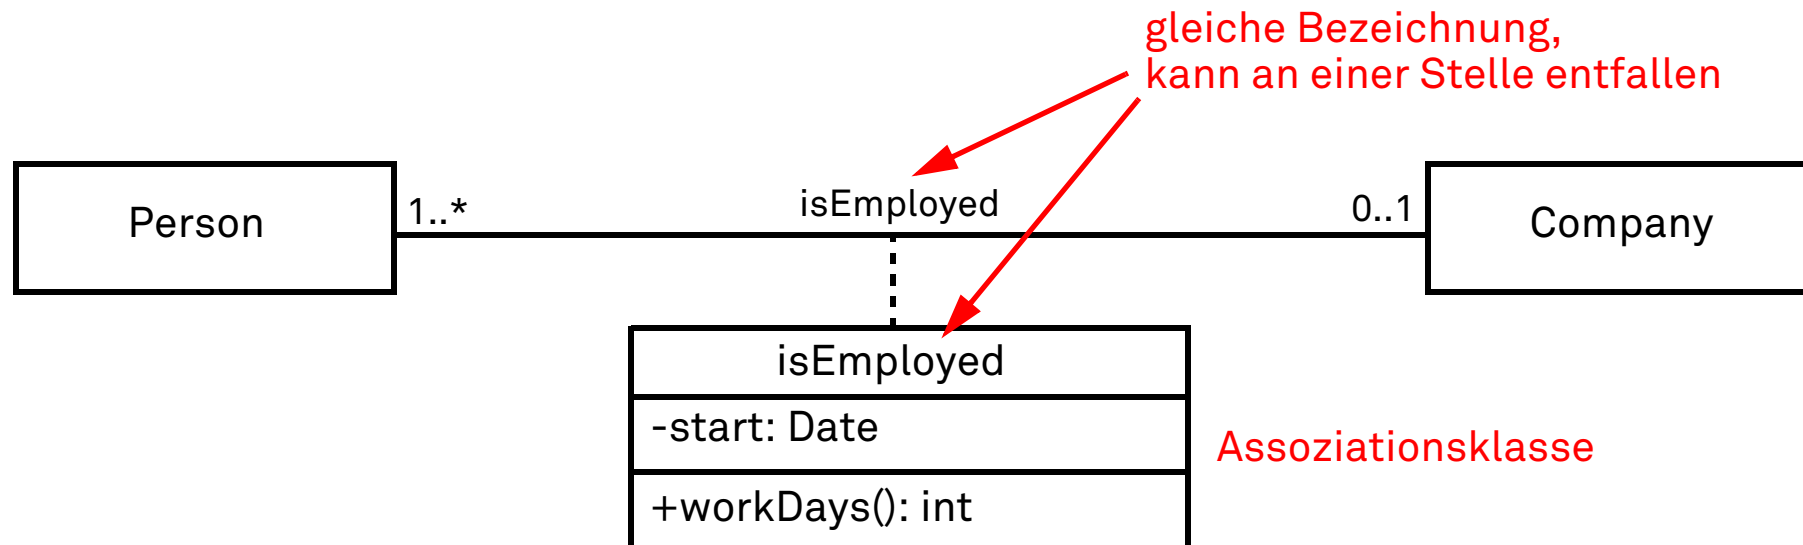 gleiche Bezeichnung,
kann an einer Stelle entfallen
Person
1..*
isEmployed
0..1
Company
isEmployed
-start: Date
Assoziationsklasse
+workDays(): int